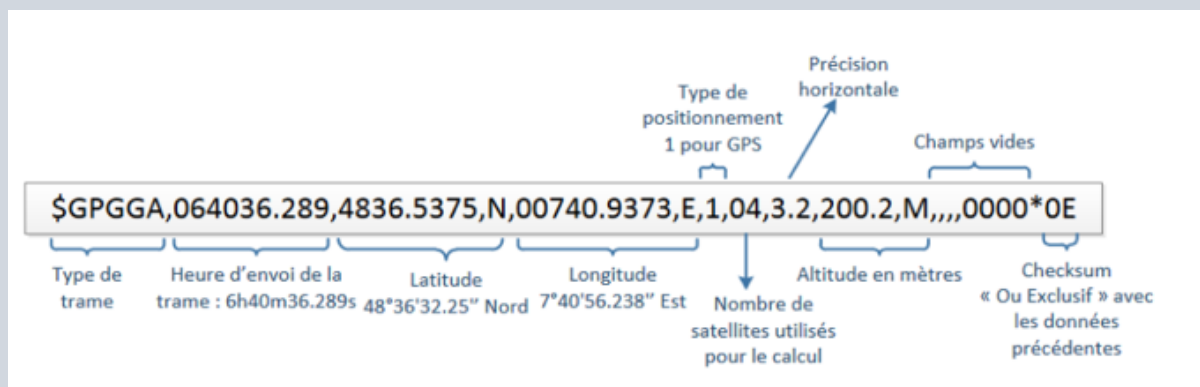 Précision
horizontale
Type de
positionnement
1 pour GPS
Champs vides
$GPGGA,064036.289,4836.5375,N,00740.9373,E,1,04,3.2,200.2,M,,,,0000*0E
Type de
trame
Heure d'envoi de la
trame : 6h40m36.289s
Latitude
48°36'32.25" Nord
Longitude
7°40'56.238" Est
Nombre de
satellites utilisés
pour le calcul
Altitude en mètres
Checksum
« Ou Exclusif » avec
les données
précédentes